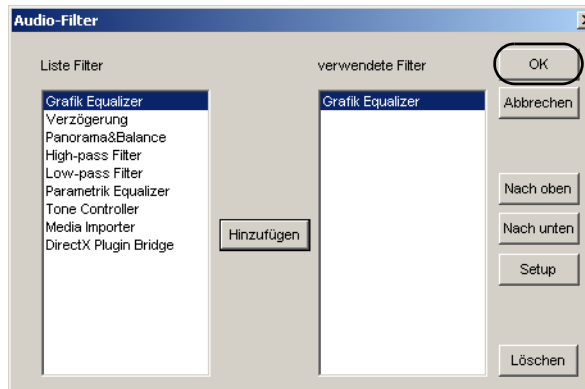 Audio-Filter
Liste Filter
verwendete Filter
Grafik Equalizer
Verzögerung
Panorama&Balance
High-pass Filter
Low-pass Filter
Parametrik Equalizer
Tone Controller
Media Importer
DirectX Plugin Bridge
Hinzufügen
Grafik Equalizer
OK
Abbrechen
Nach oben
Nach unten
Setup
Löschen